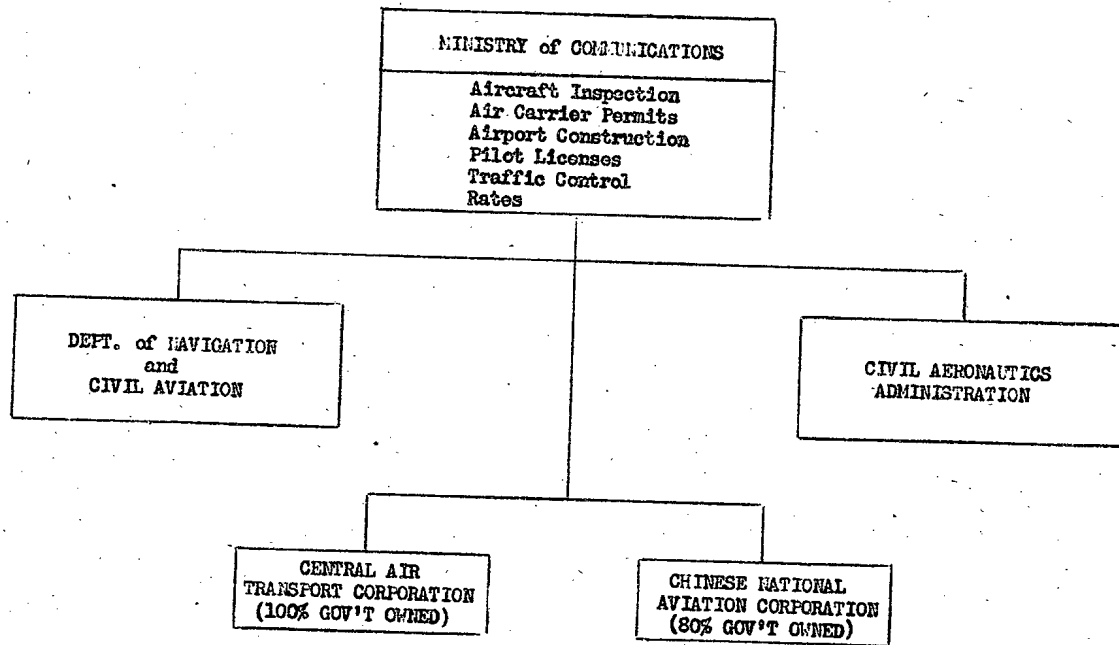 MINISTRY of COMMUNICATIONS
Aircraft Inspection
Air Carrier Permits
Airport Construction
Pilot Licenses
Traffic Control
Rates
DEPT. of NAVIGATION
and
CIVIL AVIATION
CIVIL AERONAUTICS
ADMINISTRATION
CENTRAL AIR
TRANSPORT CORPORATION
(100% GOV'T OWNED)
CHINESE NATIONAL
AVIATION CORPORATION
(80% GOV'T OWNED)